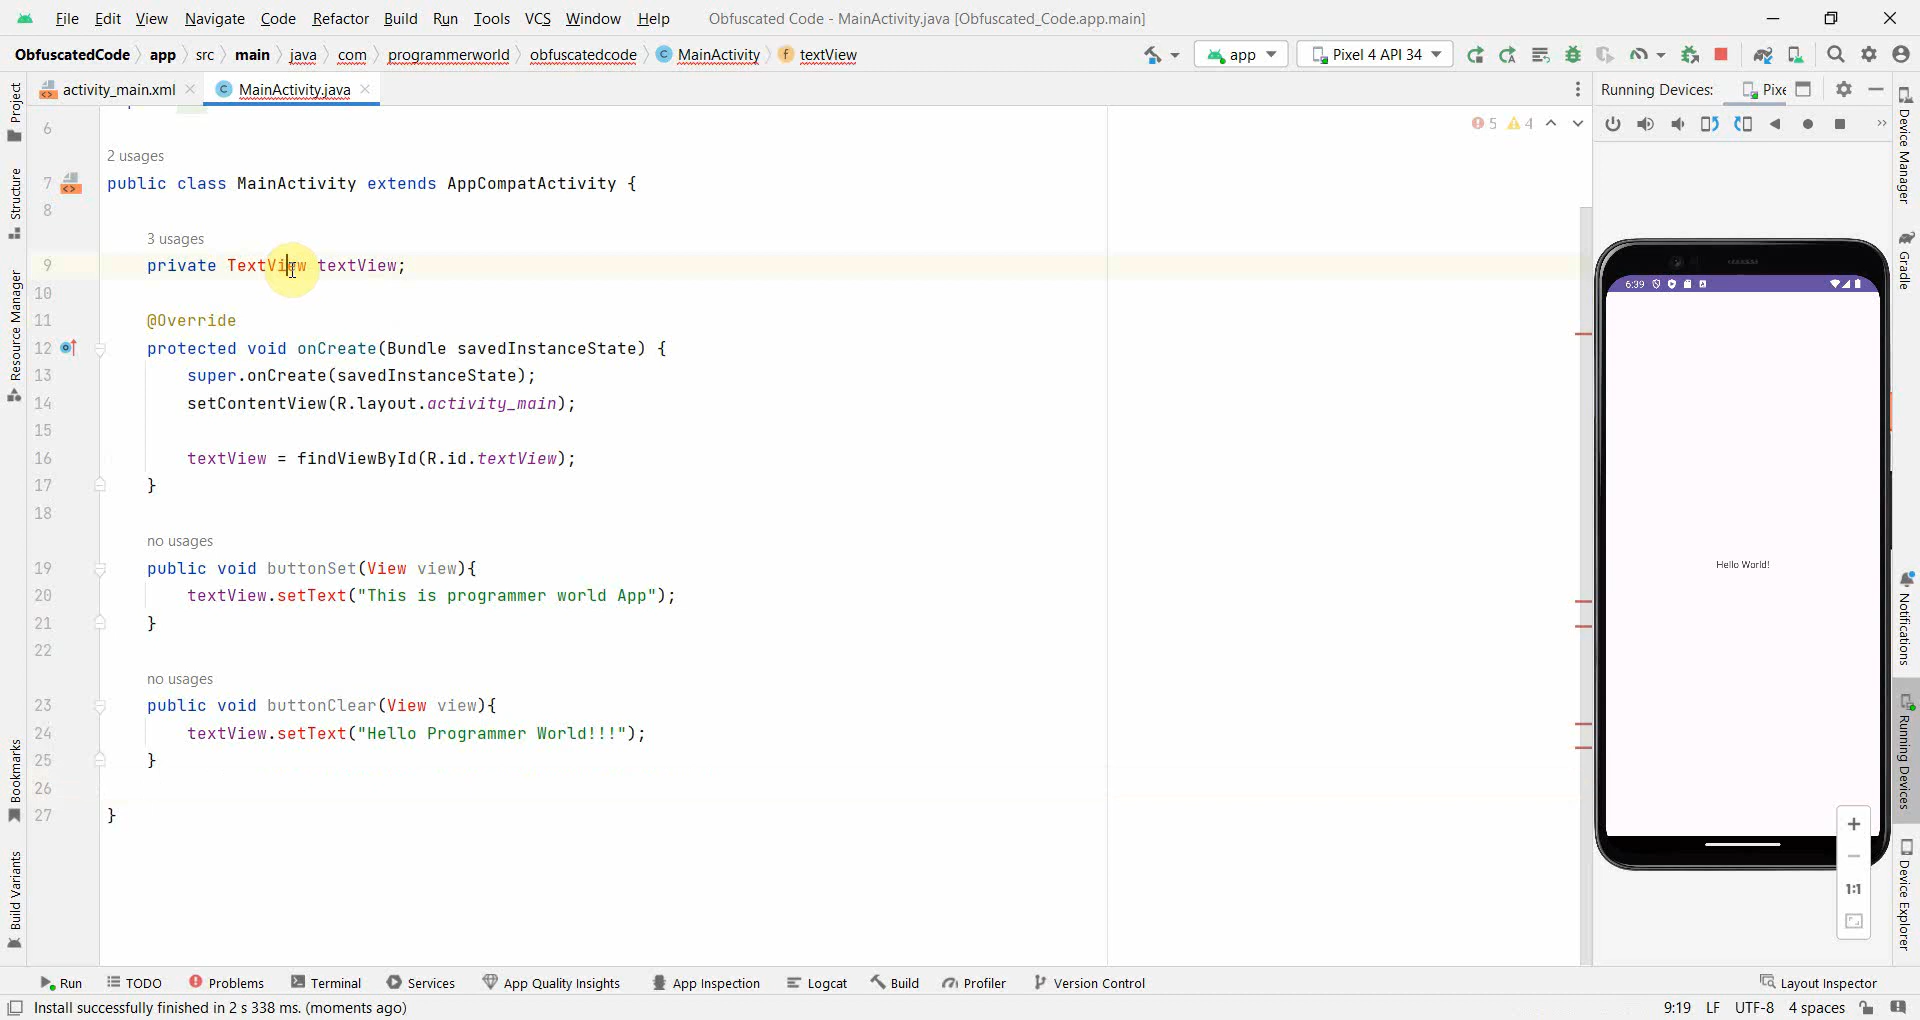 File Edit View Navigate Code Refactor Build Run Tools VCS Window Help Obfuscated Code - MainActivity.java [Obfuscated_Code.app.main]
ObfuscatedCode app src main java com programmerworld obfuscatedcode MainActivity textView app Pixel 4 API 34
activity_main.xml MainActivity.java Running Devices: Pixe
5 4
6
2 usages
7 public class MainActivity extends AppCompatActivity {
8
3 usages
9 private TextView textView;
10
11 @Override
12 protected void onCreate(Bundle savedInstanceState) {
13 super.onCreate(savedInstanceState);
14 setContentView(R.layout.activity_main);
15
16 textView = findViewById(R.id.textView);
17 }
18
no usages
19 public void buttonSet(View view){
20 textView.setText("This is programmer world App");
21 }
22
no usages
23 public void buttonClear(View view){
24 textView.setText("Hello Programmer World!!!");
25 }
26
27 }
Project
Structure
Resource Manager
Bookmarks
Build Variants
6:39
Hello World!
1:1
Device Manager
Gradle
Notifications
Running Devices
Device Explorer
Run TODO Problems Terminal Services App Quality Insights App Inspection Logcat Build Profiler Version Control Layout Inspector
Install successfully finished in 2 s 338 ms. (moments ago) 9:19 LF UTF-8 4 spaces